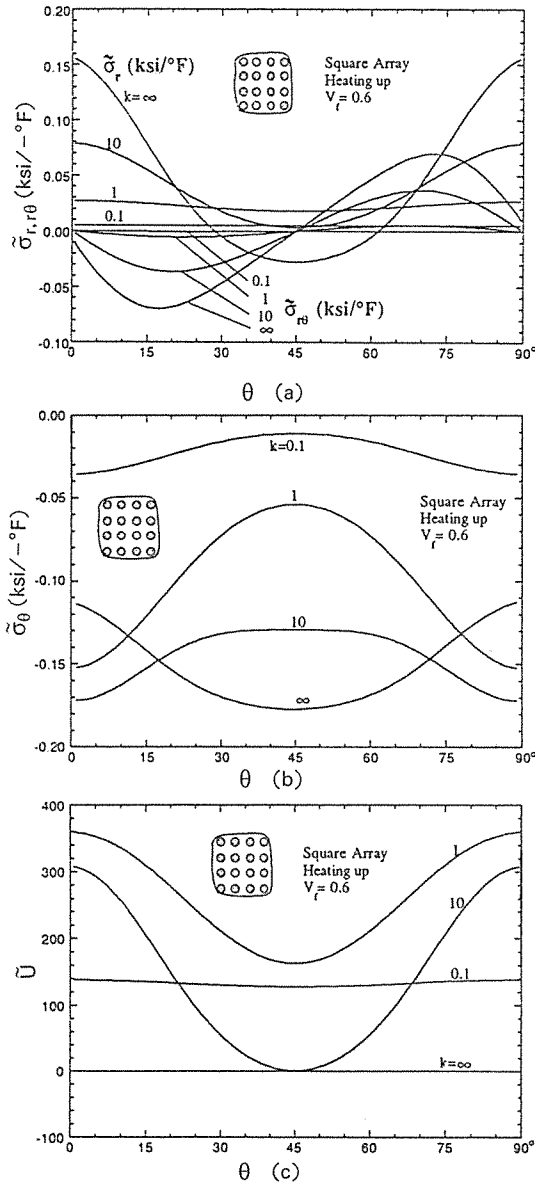 0.20
0.15
0.10
0.05
0.00
-0.05
-0.10
σ̃r,rθ (ksi/-°F)
σ̃r (ksi/°F)
k=∞
10
1
0.1
Square Array
Heating up
Vf = 0.6
0.1
1
10
∞
σ̃rθ (ksi/°F)
0 15 30 45 60 75 90°
θ (a)
0.00
-0.05
-0.10
-0.15
-0.20
σ̃θ (ksi/-°F)
k=0.1
1
10
∞
Square Array
Heating up
Vf = 0.6
0 15 30 45 60 75 90°
θ (b)
400
300
200
100
0
-100
Ũ
Square Array
Heating up
Vf = 0.6
1
10
0.1
k=∞
0 15 30 45 60 75 90°
θ (c)